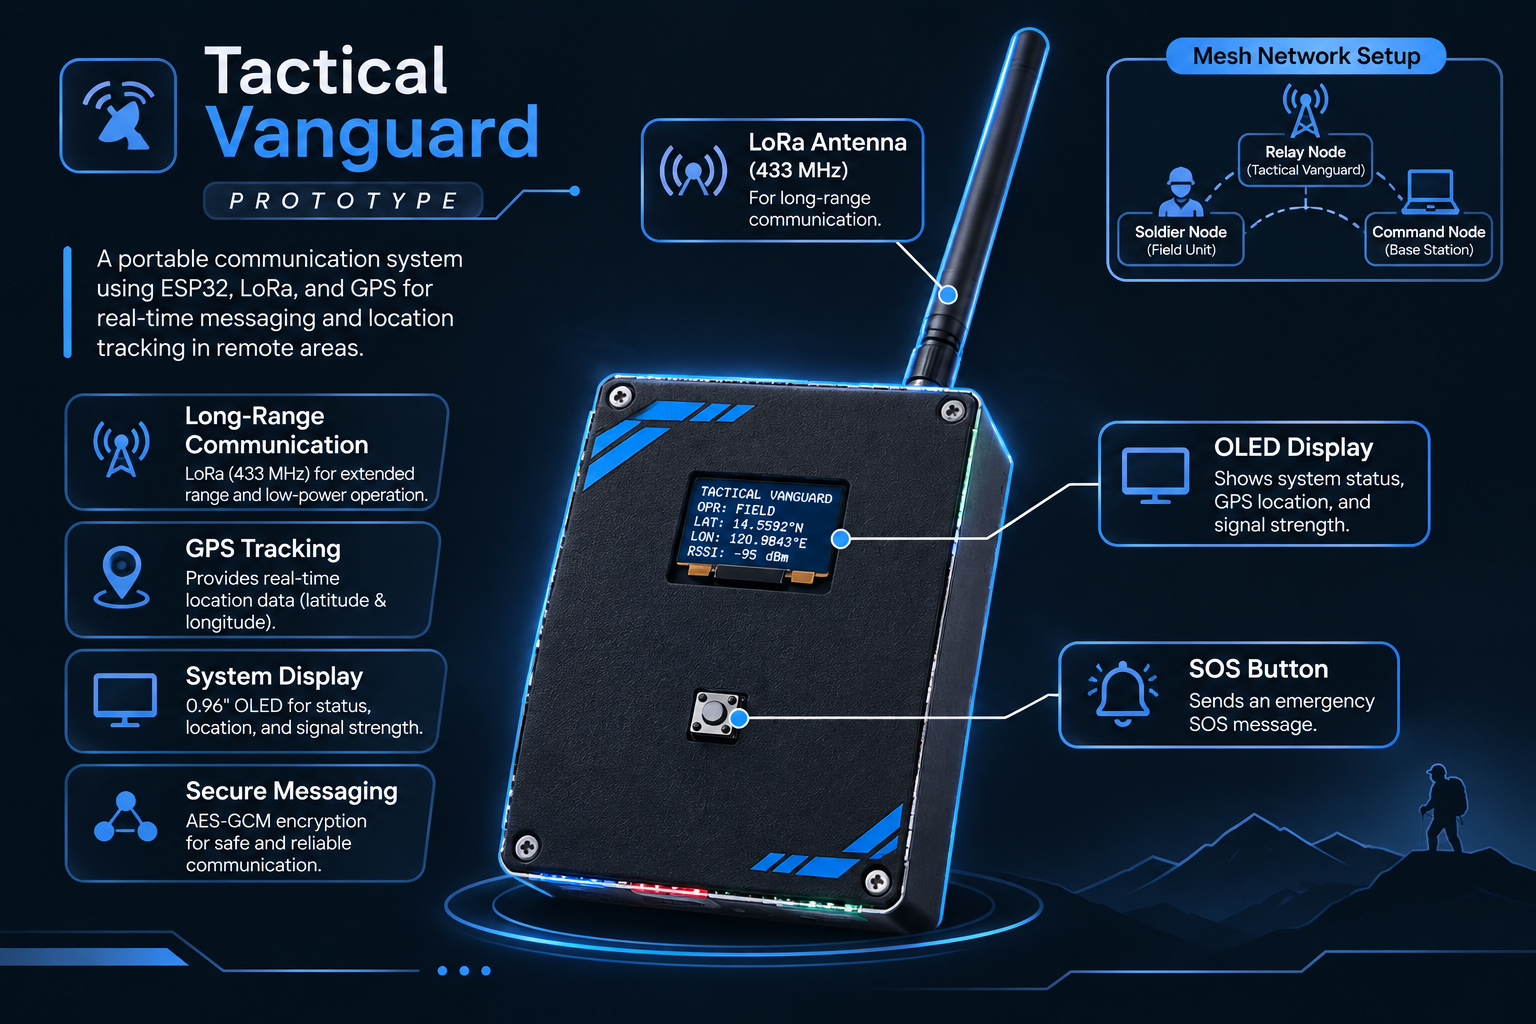 Tactical
Vanguard
PROTOTYPE
A portable communication system
using ESP32, LoRa, and GPS for
real-time messaging and location
tracking in remote areas.
Long-Range
Communication
LoRa (433 MHz) for extended
range and low-power operation.
GPS Tracking
Provides real-time
location data (latitude &
longitude).
System Display
0.96" OLED for status,
location, and signal strength.
Secure Messaging
AES-GCM encryption
for safe and reliable
communication.
LoRa Antenna
(433 MHz)
For long-range
communication.
TACTICAL VANGUARD
OPR: FIELD
LAT: 14.5592°N
LON: 120.9843°E
RSSI: -95 dBm
Mesh Network Setup
Relay Node
(Tactical Vanguard)
Soldier Node
(Field Unit)
Command Node
(Base Station)
OLED Display
Shows system status,
GPS location, and
signal strength.
SOS Button
Sends an emergency
SOS message.